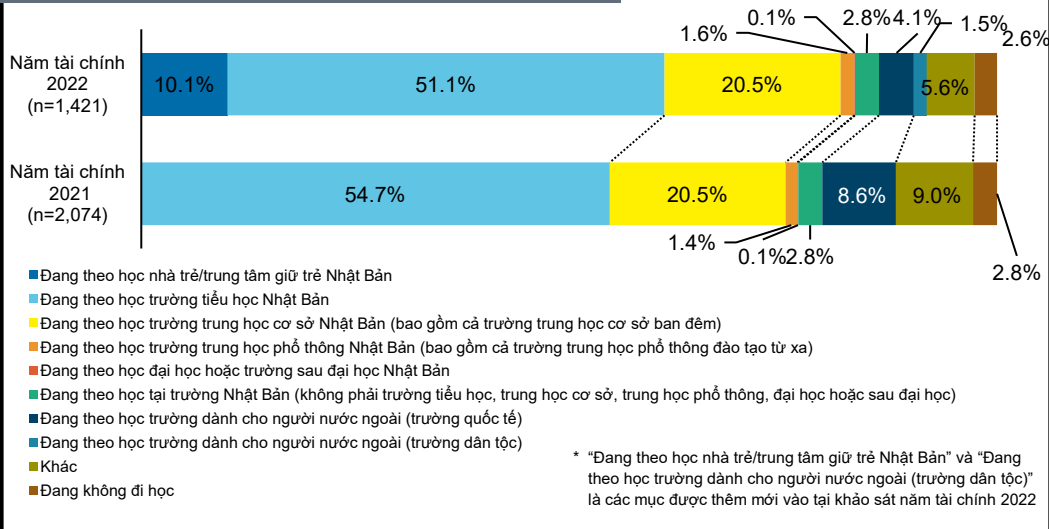 0.1%
2.8%
4.1%
1.5%
1.6%
2.6%
Năm tài chính
2022
(n=1,421)
10.1%
51.1%
20.5%
5.6%
Năm tài chính
2021
(n=2,074)
54.7%
20.5%
8.6%
9.0%
1.4%
0.1%
2.8%
2.8%
Đang theo học nhà trẻ/trung tâm giữ trẻ Nhật Bản
Đang theo học trường tiểu học Nhật Bản
Đang theo học trường trung học cơ sở Nhật Bản (bao gồm cả trường trung học cơ sở ban đêm)
Đang theo học trường trung học phổ thông Nhật Bản (bao gồm cả trường trung học phổ thông đào tạo từ xa)
Đang theo học đại học hoặc trường sau đại học Nhật Bản
Đang theo học tại trường Nhật Bản (không phải trường tiểu học, trung học cơ sở, trung học phổ thông, đại học hoặc sau đại học)
Đang theo học trường dành cho người nước ngoài (trường quốc tế)
Đang theo học trường dành cho người nước ngoài (trường dân tộc)
Khác
Đang không đi học
* “Đang theo học nhà trẻ/trung tâm giữ trẻ Nhật Bản” và “Đang
theo học trường dành cho người nước ngoài (trường dân tộc)”
là các mục được thêm mới vào tại khảo sát năm tài chính 2022